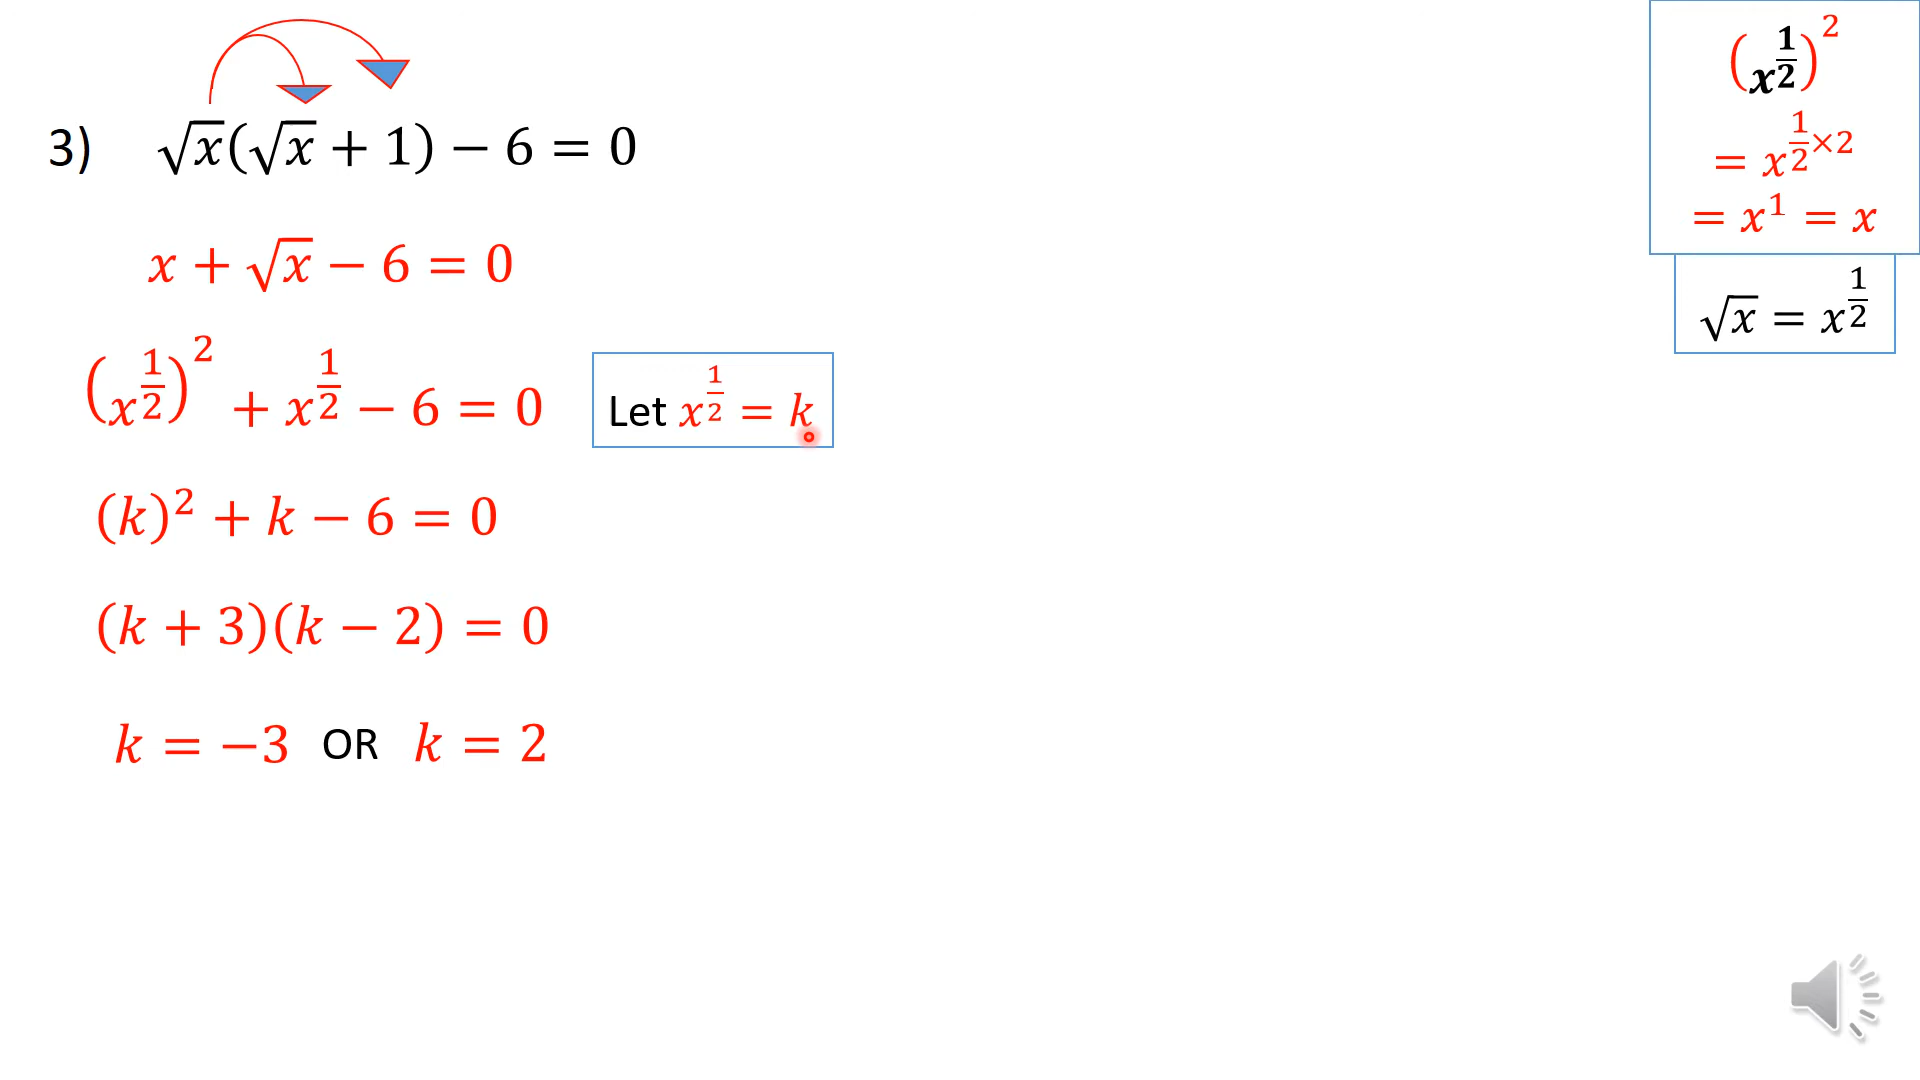 3) √x(√x + 1) − 6 = 0
x + √x − 6 = 0
(x^(1/2))^2 + x^(1/2) − 6 = 0
Let x^(1/2) = k
(k)^2 + k − 6 = 0
(k + 3)(k − 2) = 0
k = −3 OR k = 2
(x^(1/2))^2
= x^(1/2 × 2)
= x^1 = x
√x = x^(1/2)